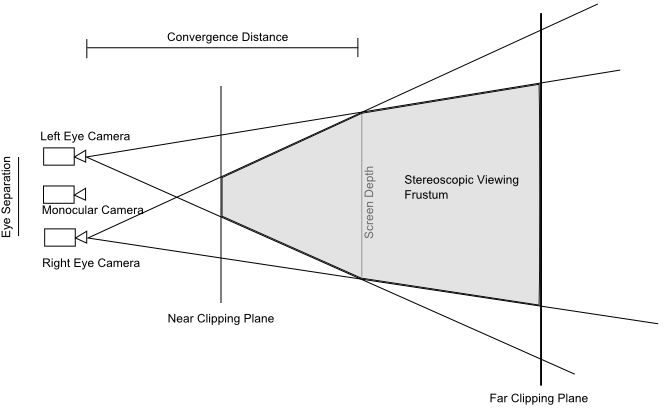 Convergence Distance
Left Eye Camera
Eye Separation
Monocular Camera
Right Eye Camera
Screen Depth
Stereoscopic Viewing
Frustum
Near Clipping Plane
Far Clipping Plane